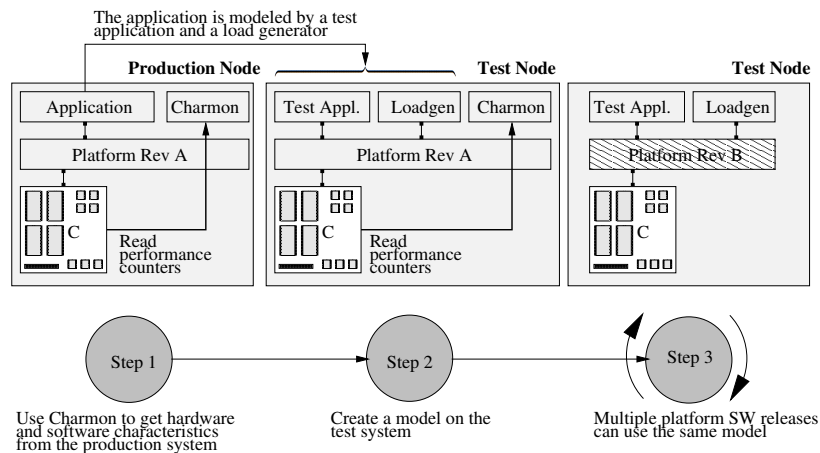 The application is modeled by a test
application and a load generator
Production Node
Test Node
Test Node
Application
Charmon
Test Appl.
Loadgen
Charmon
Test Appl.
Loadgen
Platform Rev A
Platform Rev A
Platform Rev B
C
C
C
Read
performance
counters
Read
performance
counters
Step 1
Step 2
Step 3
Use Charmon to get hardware
and software characteristics
from the production system
Create a model on the
test system
Multiple platform SW releases
can use the same model